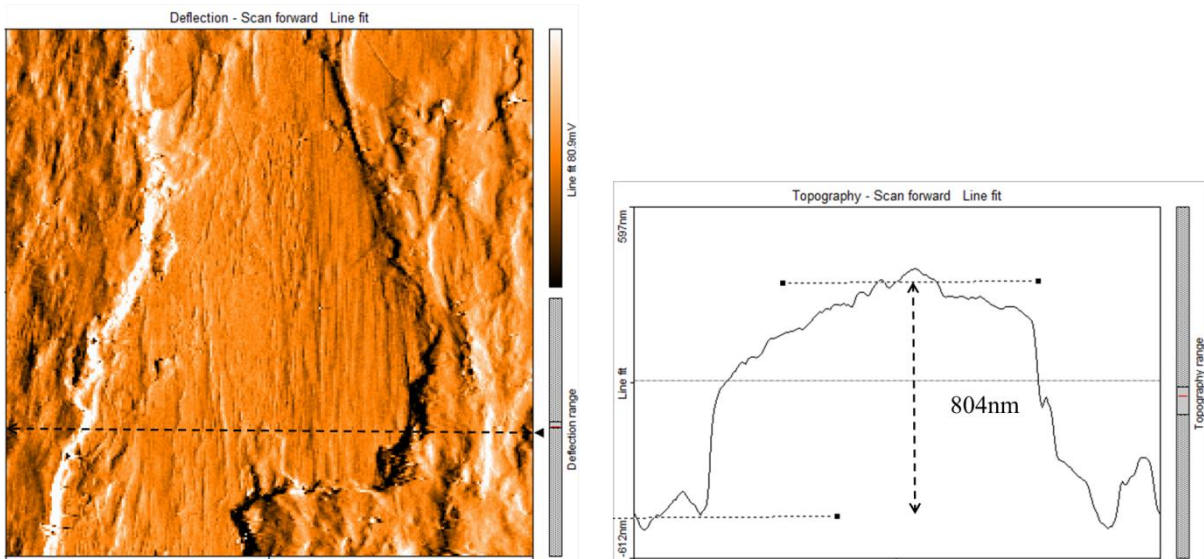 Deflection - Scan forward Line fit
Line fit 80.9mV
Deflection range
Topography - Scan forward Line fit
597nm
Line fit
-612nm
804nm
Topography range